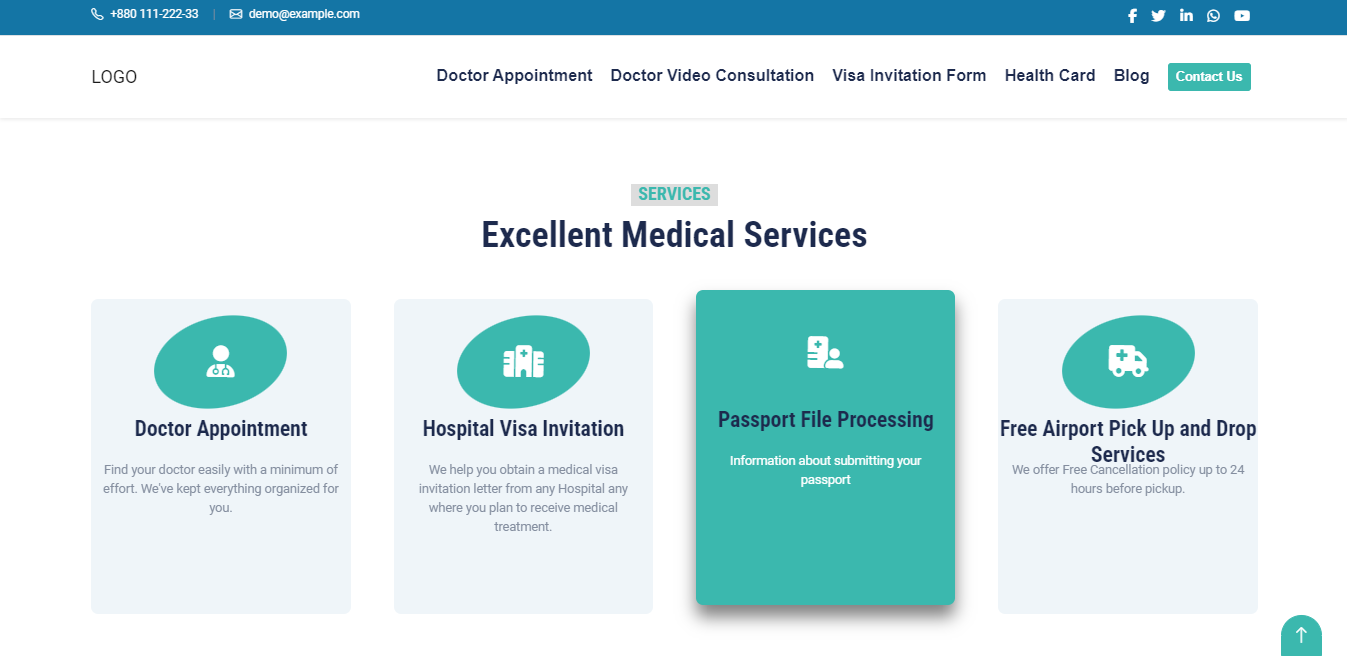 +880 111-222-33 | demo@example.com
LOGO
Doctor Appointment Doctor Video Consultation Visa Invitation Form Health Card Blog Contact Us
SERVICES
Excellent Medical Services
Doctor Appointment
Find your doctor easily with a minimum of
effort. We've kept everything organized for
you.
Hospital Visa Invitation
We help you obtain a medical visa
invitation letter from any Hospital any
where you plan to receive medical
treatment.
Passport File Processing
Information about submitting your
passport
Free Airport Pick Up and Drop
Services
We offer Free Cancellation policy up to 24
hours before pickup.